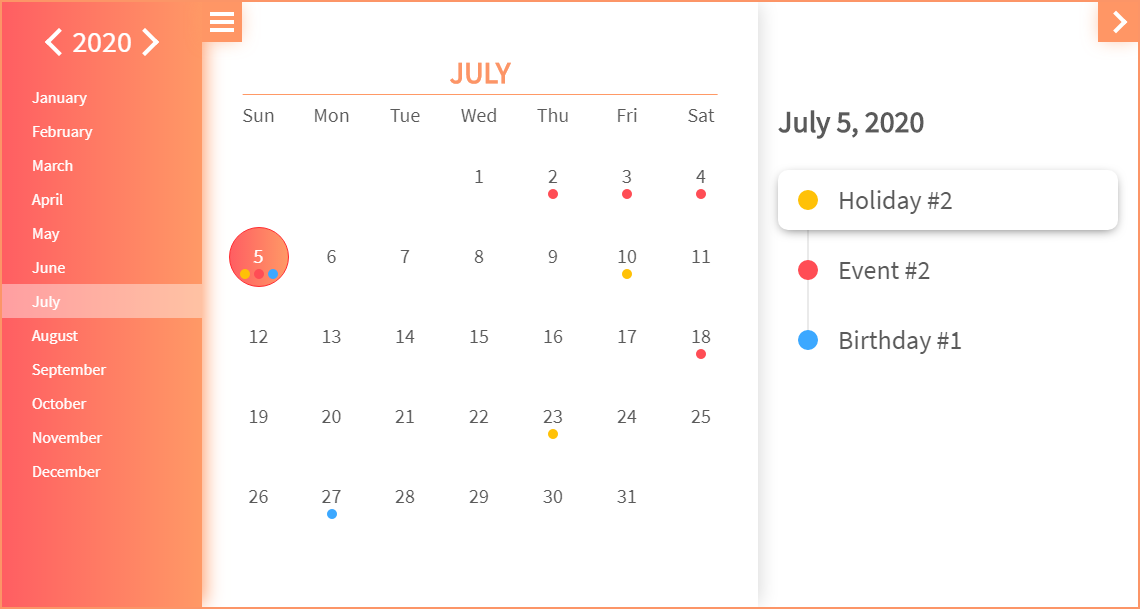 2020
January
February
March
April
May
June
July
August
September
October
November
December
JULY
Sun Mon Tue Wed Thu Fri Sat
1 2 3 4
5 6 7 8 9 10 11
12 13 14 15 16 17 18
19 20 21 22 23 24 25
26 27 28 29 30 31
July 5, 2020
Holiday #2
Event #2
Birthday #1